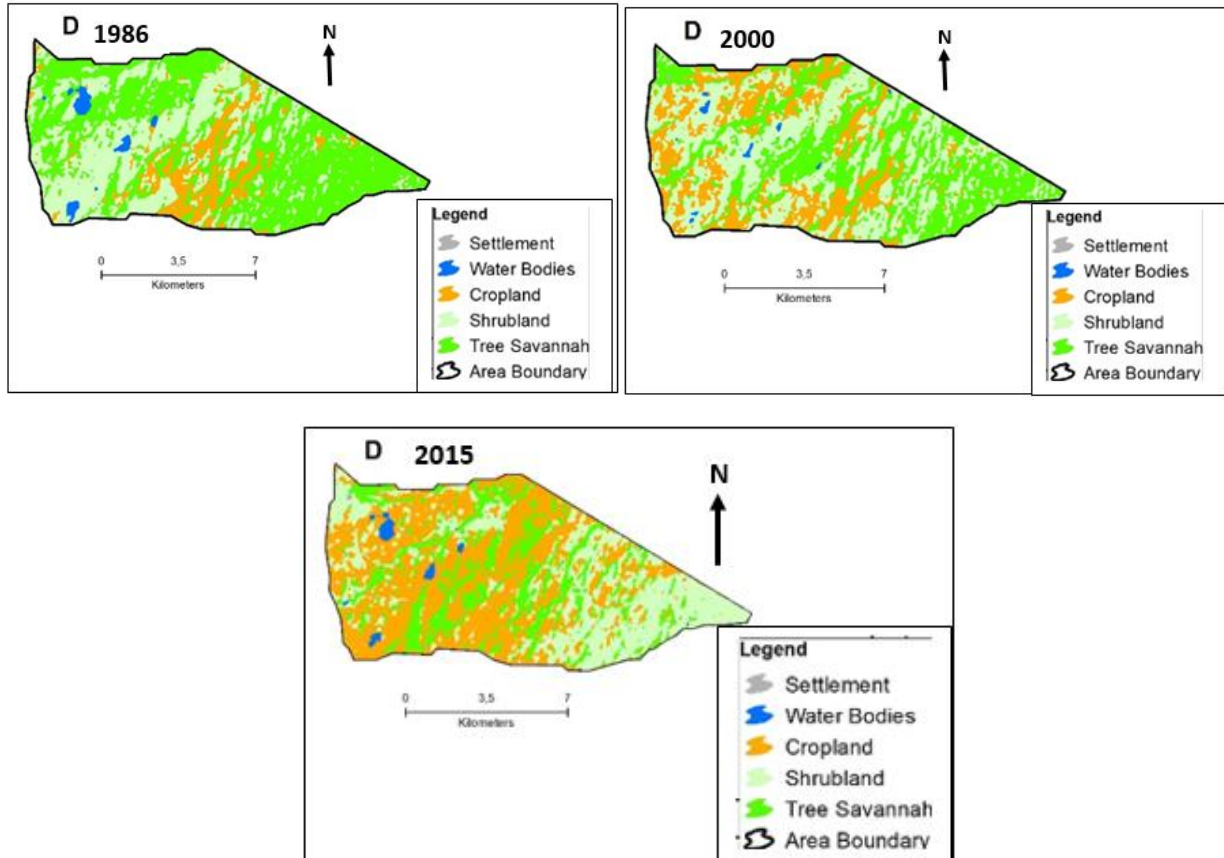 D 1986
N
0 3,5 7
Kilometers
Legend
Settlement
Water Bodies
Cropland
Shrubland
Tree Savannah
Area Boundary
D 2000
N
0 3,5 7
Kilometers
Legend
Settlement
Water Bodies
Cropland
Shrubland
Tree Savannah
Area Boundary
D 2015
N
0 3,5 7
Kilometers
Legend
Settlement
Water Bodies
Cropland
Shrubland
Tree Savannah
Area Boundary